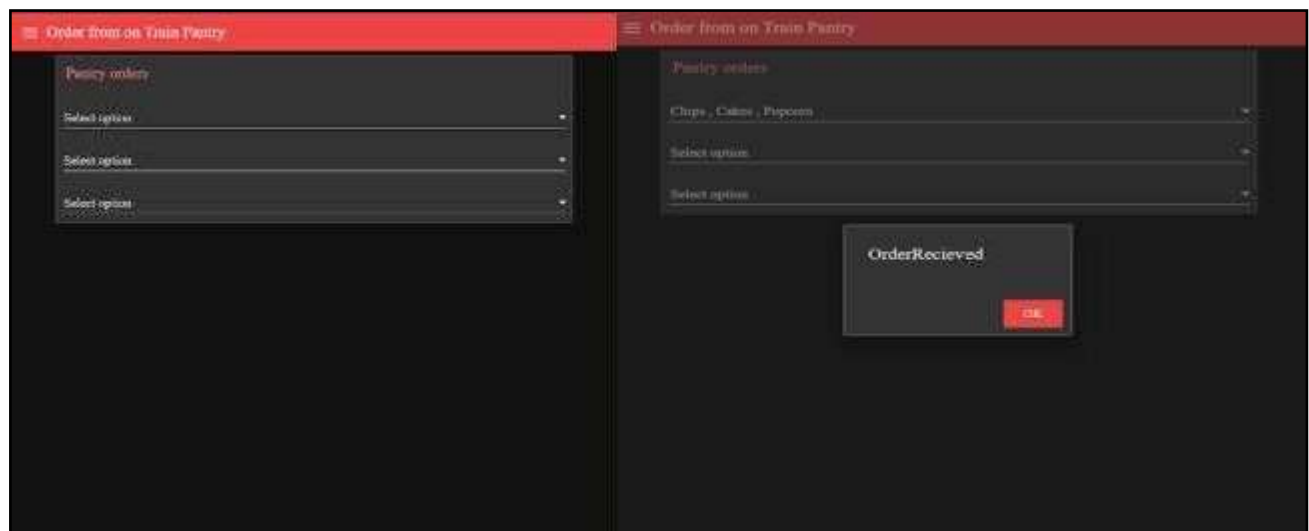 Order from on Train Pantry
Pantry orders
Select option
Select option
Select option
Order from on Train Pantry
Pantry orders
Chips , Cakes , Popcorn
Select option
Select option
OrderRecieved
OK